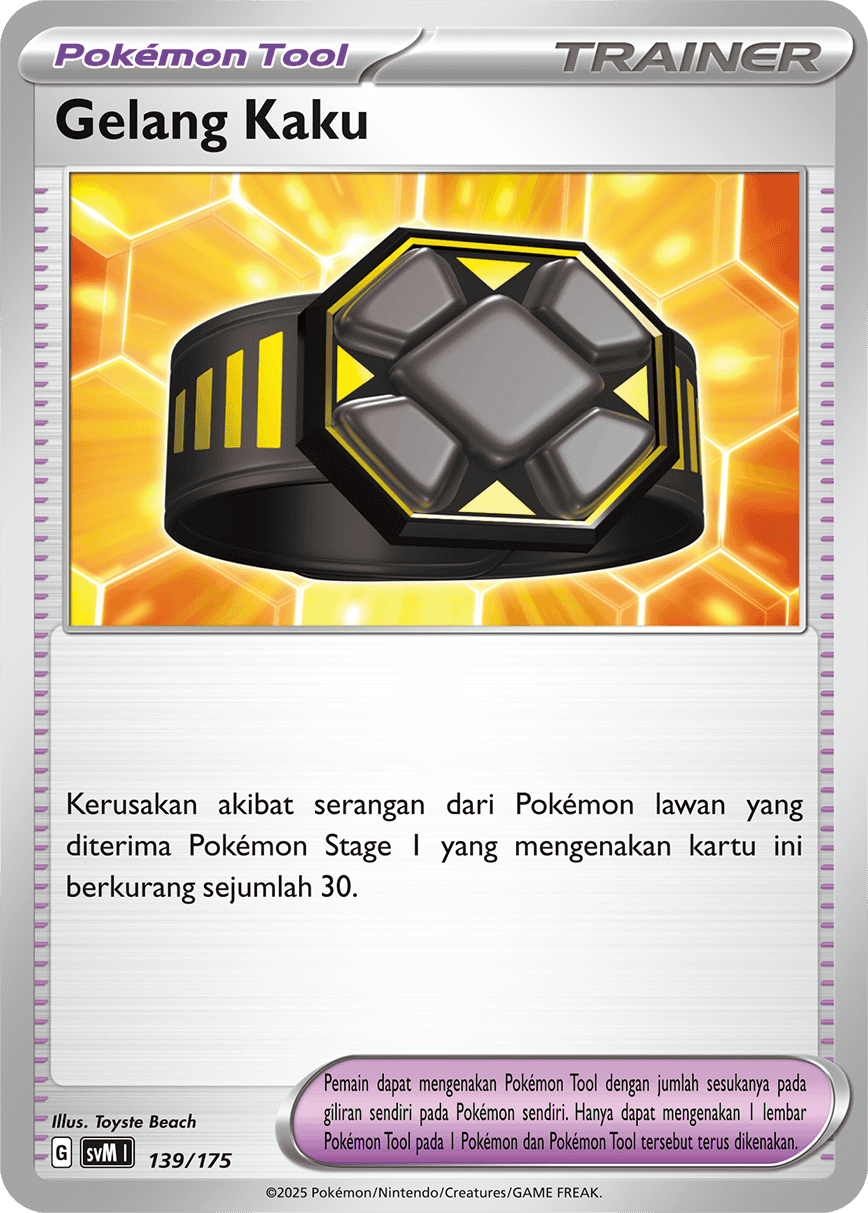 Pokémon Tool
TRAINER
Gelang Kaku
Kerusakan akibat serangan dari Pokémon lawan yang
diterima Pokémon Stage 1 yang mengenakan kartu ini
berkurang sejumlah 30.
Pemain dapat mengenakan Pokémon Tool dengan jumlah sesukanya pada
giliran sendiri pada Pokémon sendiri. Hanya dapat mengenakan 1 lembar
Pokémon Tool pada 1 Pokémon dan Pokémon Tool tersebut terus dikenakan.
Illus. Toyste Beach
G svM I 139/175
©2025 Pokémon/Nintendo/Creatures/GAME FREAK.